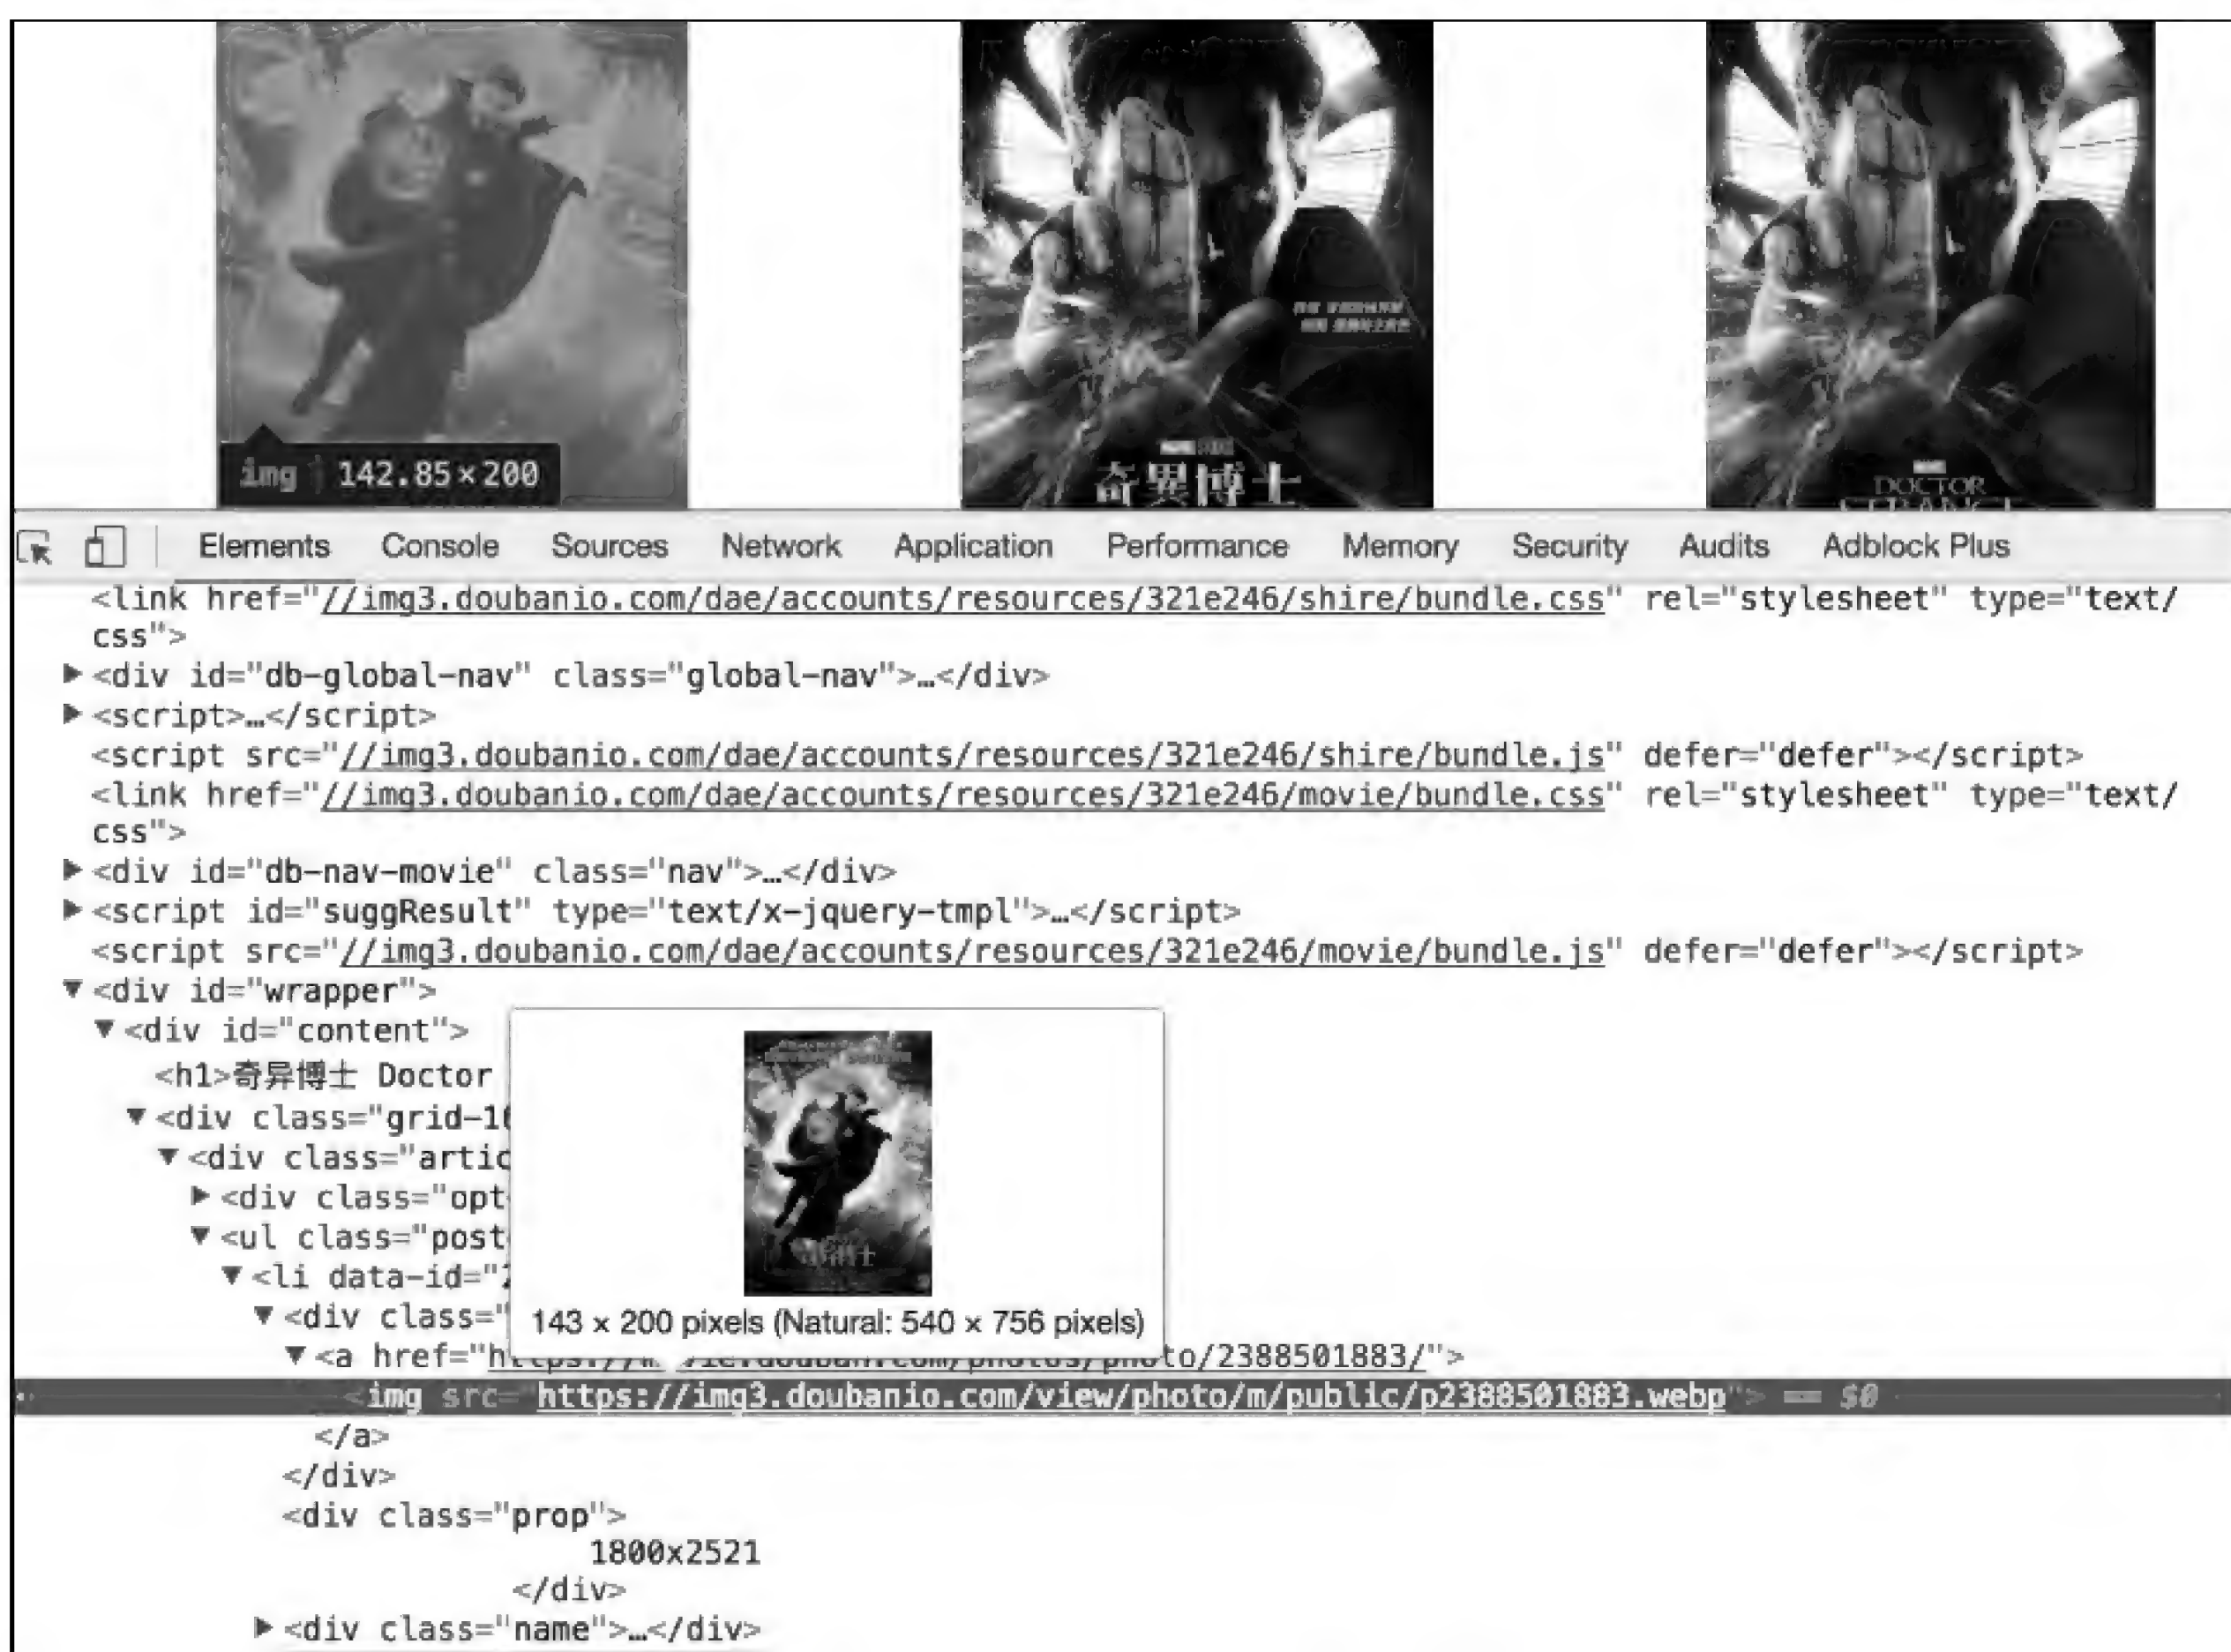 img 142.85×200
奇異博士
DOCTOR
Elements Console Sources Network Application Performance Memory Security Audits Adblock Plus
<link href="//img3.doubanio.com/dae/accounts/resources/321e246/shire/bundle.css" rel="stylesheet" type="text/
css">
▶<div id="db-global-nav" class="global-nav">…</div>
▶<script>…</script>
<script src="//img3.doubanio.com/dae/accounts/resources/321e246/shire/bundle.js" defer="defer"></script>
<link href="//img3.doubanio.com/dae/accounts/resources/321e246/movie/bundle.css" rel="stylesheet" type="text/
css">
▶<div id="db-nav-movie" class="nav">…</div>
▶<script id="suggResult" type="text/x-jquery-tmpl">…</script>
<script src="//img3.doubanio.com/dae/accounts/resources/321e246/movie/bundle.js" defer="defer"></script>
▼<div id="wrapper">
▼<div id="content">
<h1>奇异博士 Doctor
▼<div class="grid-16
▼<div class="artic
▶<div class="opt
▼<ul class="post
▼<li data-id="2
▼<div class="
143 × 200 pixels (Natural: 540 × 756 pixels)
▼<a href="https://movie.douban.com/photos/photo/2388501883/">
<img src="https://img3.doubanio.com/view/photo/m/public/p2388501883.webp"> == $0
</a>
</div>
<div class="prop">
1800x2521
</div>
▶<div class="name">…</div>